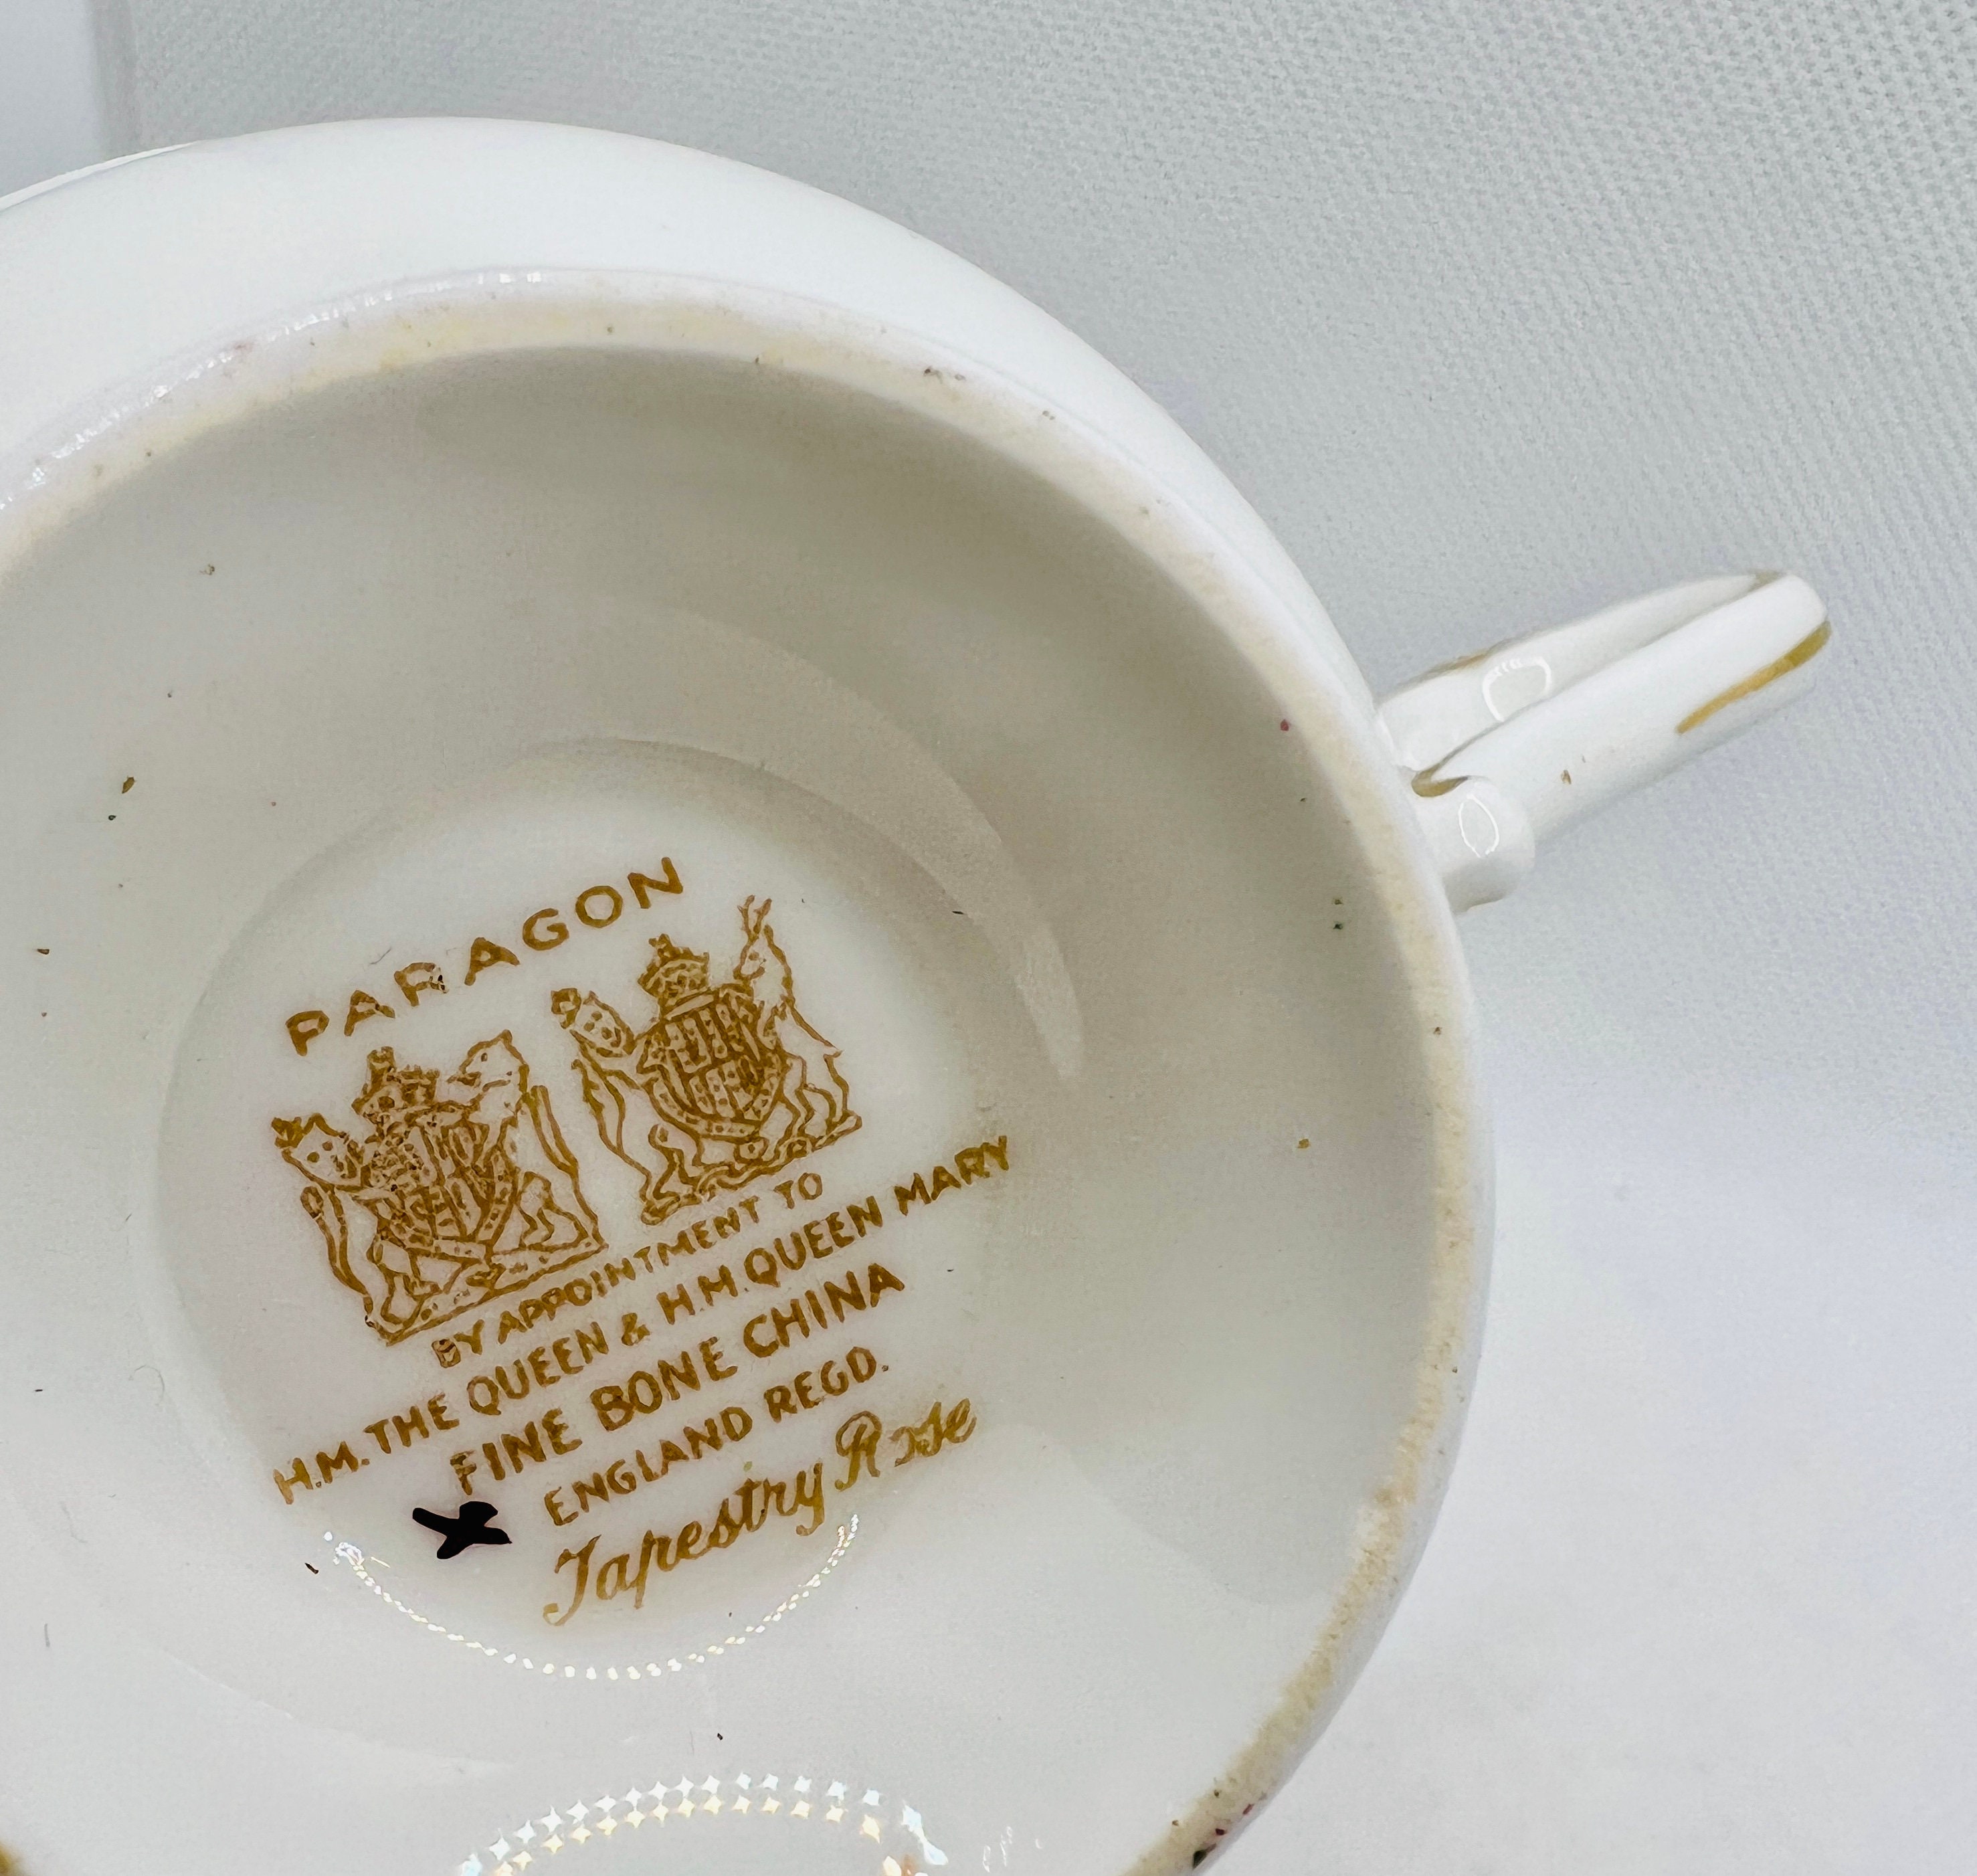 PARAGON
BY APPOINTMENT TO
H.M. THE QUEEN & H.M QUEEN MARY
FINE BONE CHINA
ENGLAND REGD.
Tapestry Rose